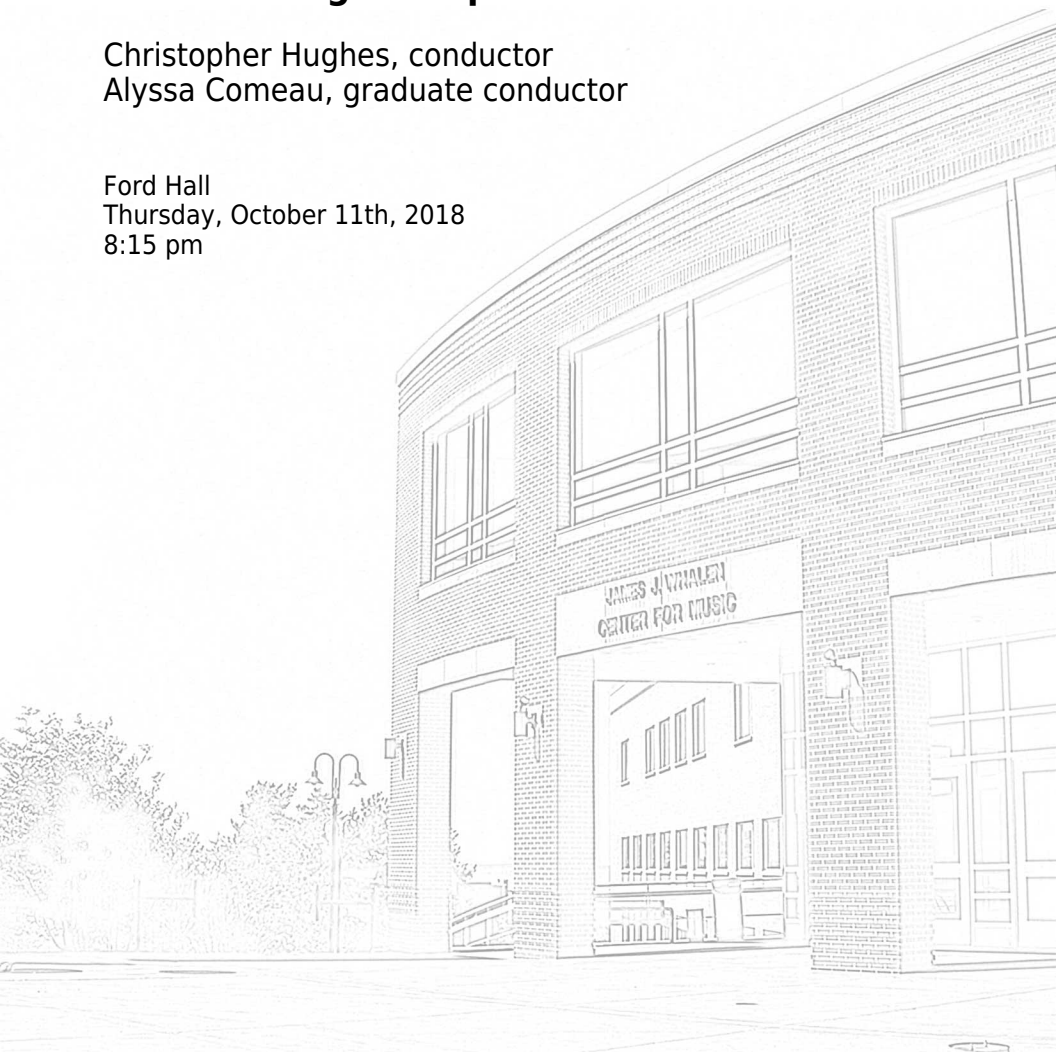 Christopher Hughes, conductor
Alyssa Comeau, graduate conductor
Ford Hall
Thursday, October 11th, 2018
8:15 pm
JAMES J. WHALEN
CENTER FOR MUSIC